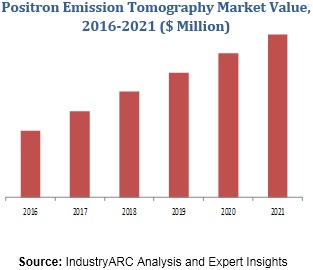 Positron Emission Tomography Market Value,
2016-2021 ($ Million)
2016 2017 2018 2019 2020 2021
Source: IndustryARC Analysis and Expert Insights